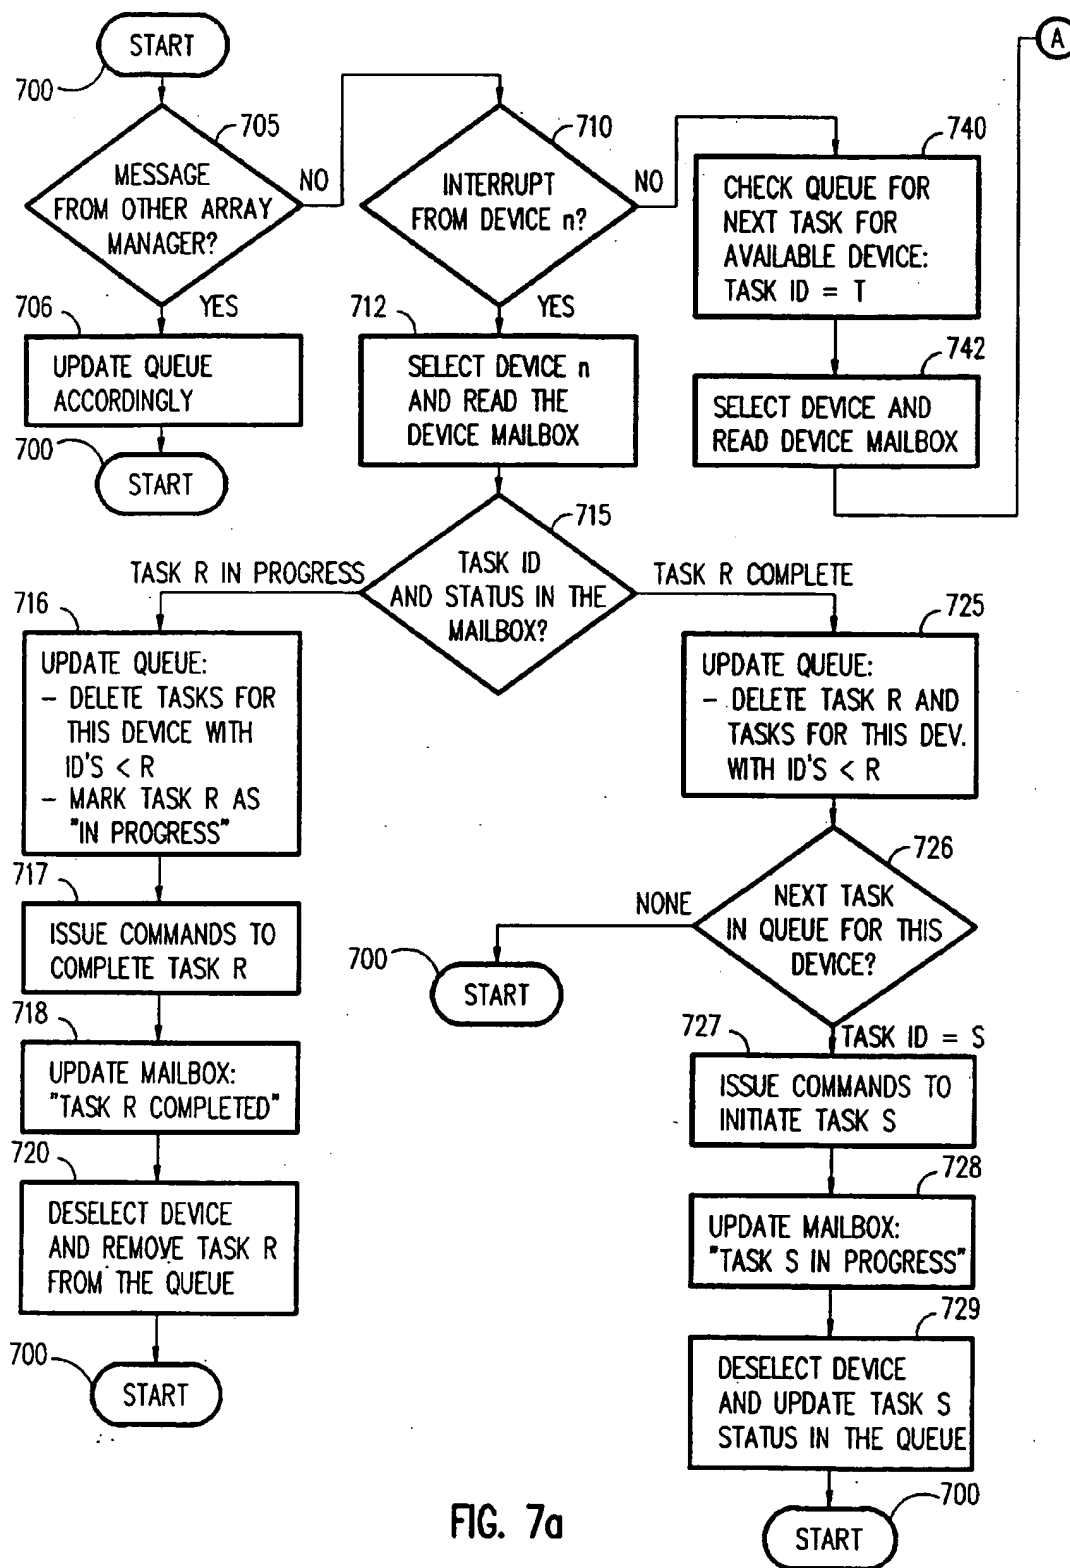 START
700
705
MESSAGE
FROM OTHER ARRAY
MANAGER?
NO
YES
706
UPDATE QUEUE
ACCORDINGLY
700
START
710
INTERRUPT
FROM DEVICE n?
NO
YES
712
SELECT DEVICE n
AND READ THE
DEVICE MAILBOX
740
CHECK QUEUE FOR
NEXT TASK FOR
AVAILABLE DEVICE:
TASK ID = T
742
SELECT DEVICE AND
READ DEVICE MAILBOX
A
715
TASK ID
AND STATUS IN THE
MAILBOX?
TASK R IN PROGRESS
TASK R COMPLETE
716
UPDATE QUEUE:
– DELETE TASKS FOR
THIS DEVICE WITH
ID'S < R
– MARK TASK R AS
"IN PROGRESS"
717
ISSUE COMMANDS TO
COMPLETE TASK R
718
UPDATE MAILBOX:
"TASK R COMPLETED"
720
DESELECT DEVICE
AND REMOVE TASK R
FROM THE QUEUE
700
START
725
UPDATE QUEUE:
– DELETE TASK R AND
TASKS FOR THIS DEV.
WITH ID'S < R
726
NEXT TASK
IN QUEUE FOR THIS
DEVICE?
NONE
700
START
TASK ID = S
727
ISSUE COMMANDS TO
INITIATE TASK S
728
UPDATE MAILBOX:
"TASK S IN PROGRESS"
729
DESELECT DEVICE
AND UPDATE TASK S
STATUS IN THE QUEUE
700
START
FIG. 7a